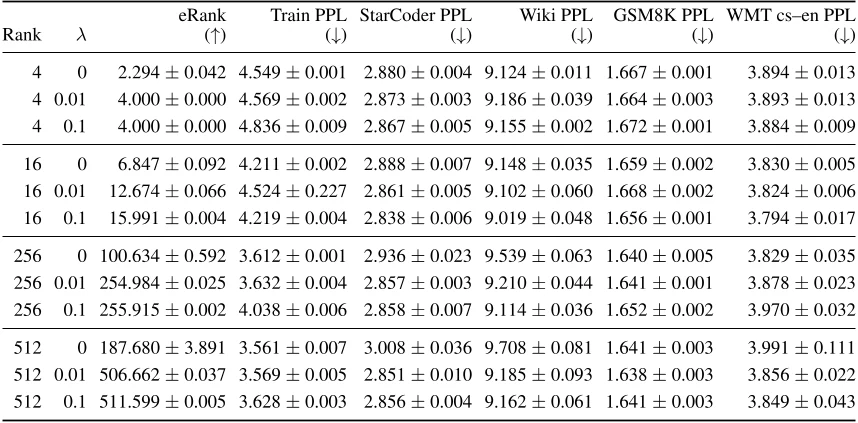 eRank Train PPL StarCoder PPL Wiki PPL GSM8K PPL WMT cs–en PPL
Rank λ (↑) (↓) (↓) (↓) (↓) (↓)
4 0 2.294 ± 0.042 4.549 ± 0.001 2.880 ± 0.004 9.124 ± 0.011 1.667 ± 0.001 3.894 ± 0.013
4 0.01 4.000 ± 0.000 4.569 ± 0.002 2.873 ± 0.003 9.186 ± 0.039 1.664 ± 0.003 3.893 ± 0.013
4 0.1 4.000 ± 0.000 4.836 ± 0.009 2.867 ± 0.005 9.155 ± 0.002 1.672 ± 0.001 3.884 ± 0.009
16 0 6.847 ± 0.092 4.211 ± 0.002 2.888 ± 0.007 9.148 ± 0.035 1.659 ± 0.002 3.830 ± 0.005
16 0.01 12.674 ± 0.066 4.524 ± 0.227 2.861 ± 0.005 9.102 ± 0.060 1.668 ± 0.002 3.824 ± 0.006
16 0.1 15.991 ± 0.004 4.219 ± 0.004 2.838 ± 0.006 9.019 ± 0.048 1.656 ± 0.001 3.794 ± 0.017
256 0 100.634 ± 0.592 3.612 ± 0.001 2.936 ± 0.023 9.539 ± 0.063 1.640 ± 0.005 3.829 ± 0.035
256 0.01 254.984 ± 0.025 3.632 ± 0.004 2.857 ± 0.003 9.210 ± 0.044 1.641 ± 0.001 3.878 ± 0.023
256 0.1 255.915 ± 0.002 4.038 ± 0.006 2.858 ± 0.007 9.114 ± 0.036 1.652 ± 0.002 3.970 ± 0.032
512 0 187.680 ± 3.891 3.561 ± 0.007 3.008 ± 0.036 9.708 ± 0.081 1.641 ± 0.003 3.991 ± 0.111
512 0.01 506.662 ± 0.037 3.569 ± 0.005 2.851 ± 0.010 9.185 ± 0.093 1.638 ± 0.003 3.856 ± 0.022
512 0.1 511.599 ± 0.005 3.628 ± 0.003 2.856 ± 0.004 9.162 ± 0.061 1.641 ± 0.003 3.849 ± 0.043